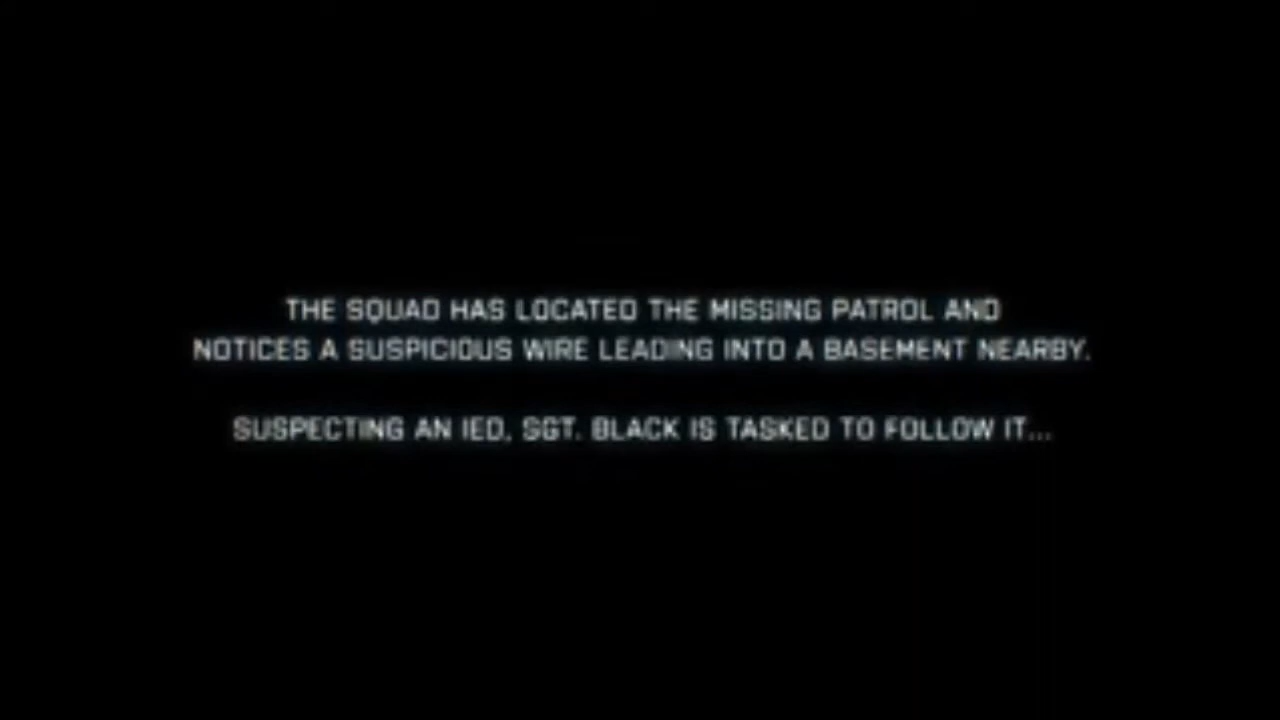 THE SQUAD HAS LOCATED THE MISSING PATROL AND
NOTICES A SUSPICIOUS WIRE LEADING INTO A BASEMENT NEARBY.
SUSPECTING AN IED, SGT. BLACK IS TASKED TO FOLLOW IT...